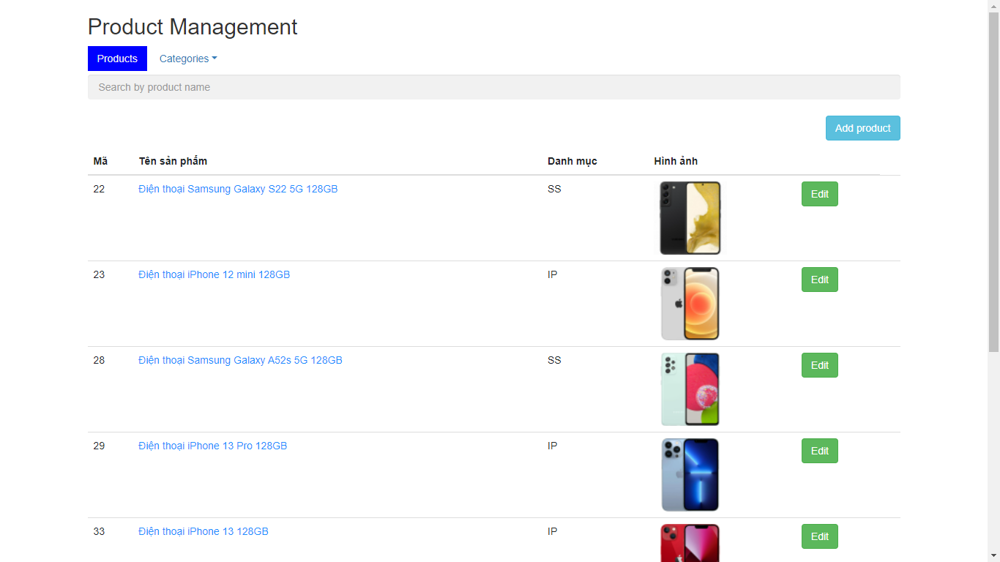 Product Management
Products Categories
Search by product name
Add product
Mã Tên sản phẩm Danh mục Hình ảnh
22 Điện thoại Samsung Galaxy S22 5G 128GB SS Edit
23 Điện thoại iPhone 12 mini 128GB IP Edit
28 Điện thoại Samsung Galaxy A52s 5G 128GB SS Edit
29 Điện thoại iPhone 13 Pro 128GB IP Edit
33 Điện thoại iPhone 13 128GB IP Edit